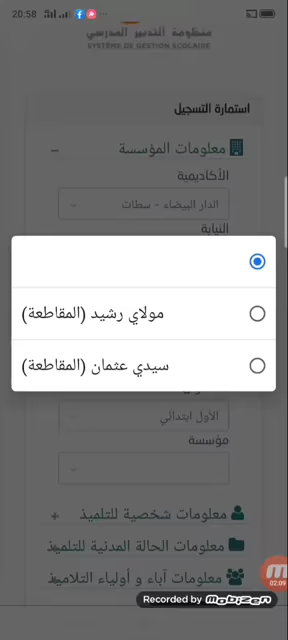 20:58
منظومة التدبير المدرسي
SYSTÈME DE GESTION SCOLAIRE
استمارة التسجيل
معلومات المؤسسة
الأكاديمية
الدار البيضاء - سطات
النيابة
مولاي رشيد (المقاطعة)
سيدي عثمان (المقاطعة)
الأول ابتدائي
مؤسسة
معلومات شخصية للتلميذ
معلومات الحالة المدنية للتلميذ
معلومات آباء و أولياء التلاميذ
02:09
Recorded by mobizen